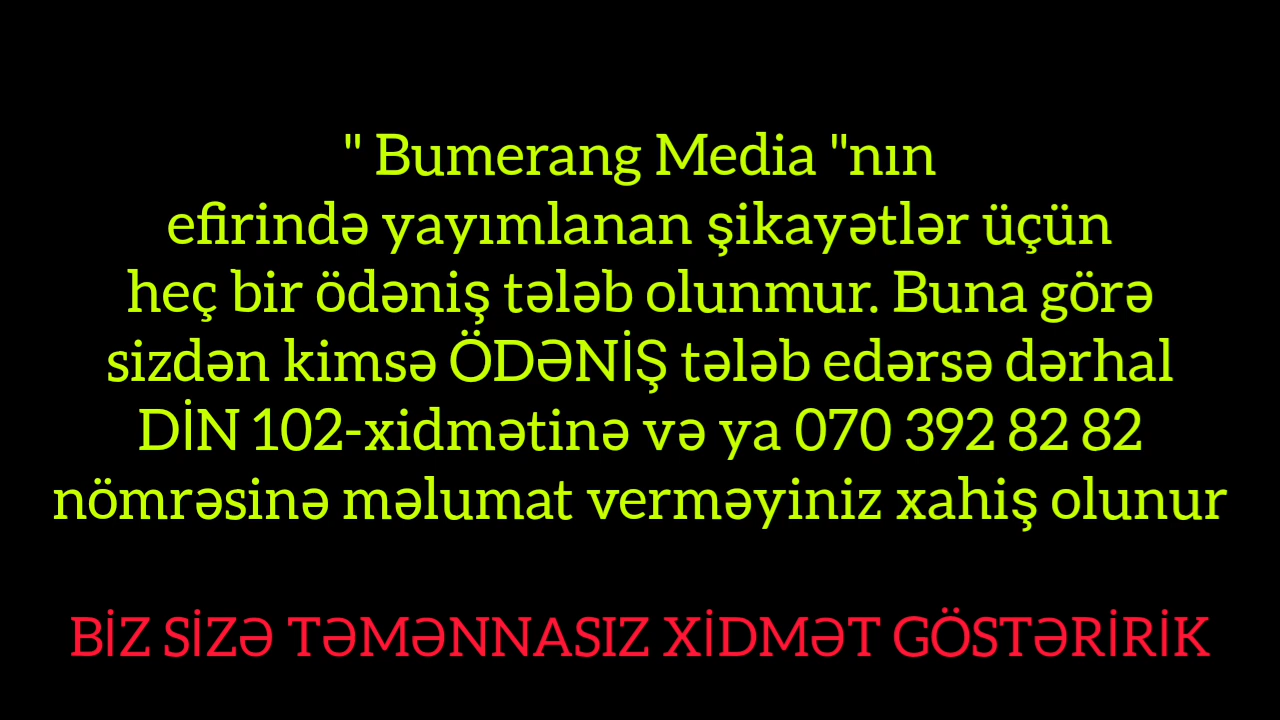 " Bumerang Media "nın
efirində yayımlanan şikayətlər üçün
heç bir ödəniş tələb olunmur. Buna görə
sizdən kimsə ÖDƏNİŞ tələb edərsə dərhal
DİN 102-xidmətinə və ya 070 392 82 82
nömrəsinə məlumat verməyiniz xahiş olunur
BİZ SİZƏ TƏMƏNNASIZ XİDMƏT GÖSTƏRİRİK